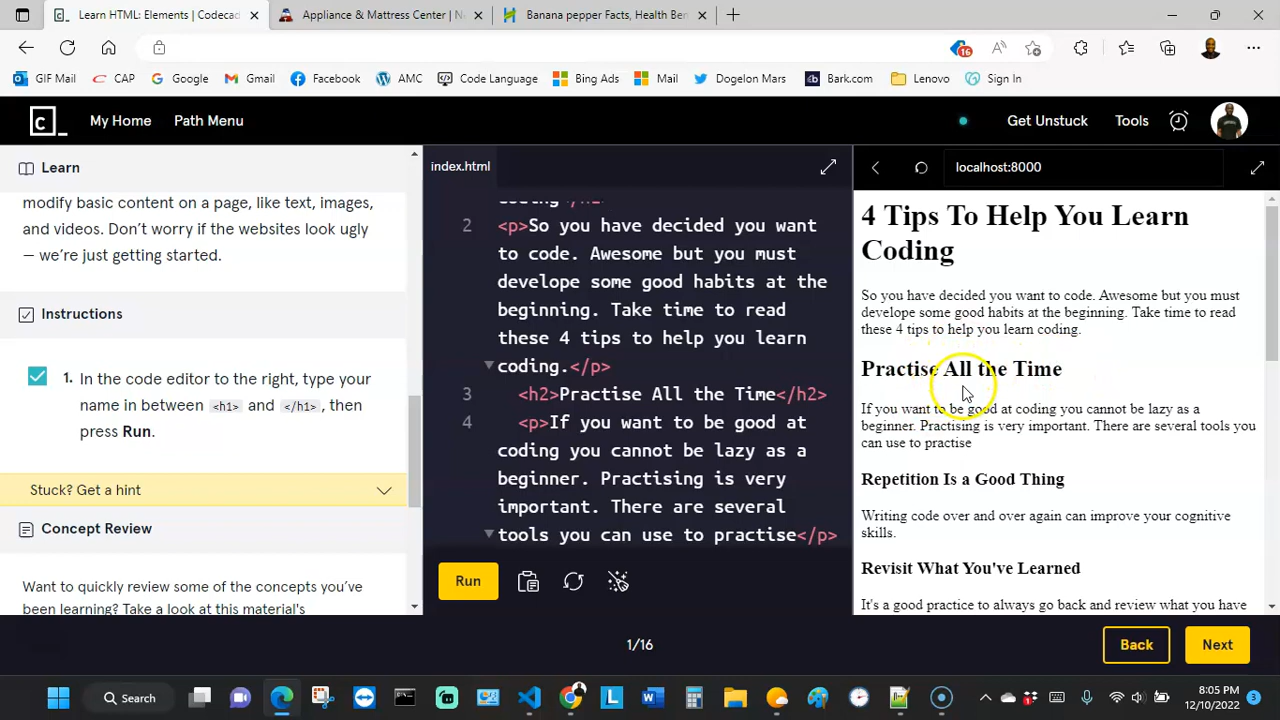 Learn HTML: Elements | Codecad
Appliance & Mattress Center | N
Banana pepper Facts, Health Ben
16
GIF Mail
CAP
Google
Gmail
Facebook
AMC
Code Language
Bing Ads
Mail
Dogelon Mars
Bark.com
Lenovo
Sign In
My Home
Path Menu
Get Unstuck
Tools
Learn
modify basic content on a page, like text, images,
and videos. Don't worry if the websites look ugly
— we're just getting started.
Instructions
1. In the code editor to the right, type your
name in between <h1> and </h1>, then
press Run.
Stuck? Get a hint
Concept Review
Want to quickly review some of the concepts you've
been learning? Take a look at this material's
index.html
coding</h1>
2 <p>So you have decided you want
to code. Awesome but you must
develope some good habits at the
beginning. Take time to read
these 4 tips to help you learn
coding.</p>
3 <h2>Practise All the Time</h2>
4 <p>If you want to be good at
coding you cannot be lazy as a
beginner. Practising is very
important. There are several
tools you can use to practise</p>
Run
localhost:8000
4 Tips To Help You Learn
Coding
So you have decided you want to code. Awesome but you must
develope some good habits at the beginning. Take time to read
these 4 tips to help you learn coding.
Practise All the Time
If you want to be good at coding you cannot be lazy as a
beginner. Practising is very important. There are several tools you
can use to practise
Repetition Is a Good Thing
Writing code over and over again can improve your cognitive
skills.
Revisit What You've Learned
It's a good practice to always go back and review what you have
1/16
Back
Next
Search
8:05 PM
12/10/2022
3